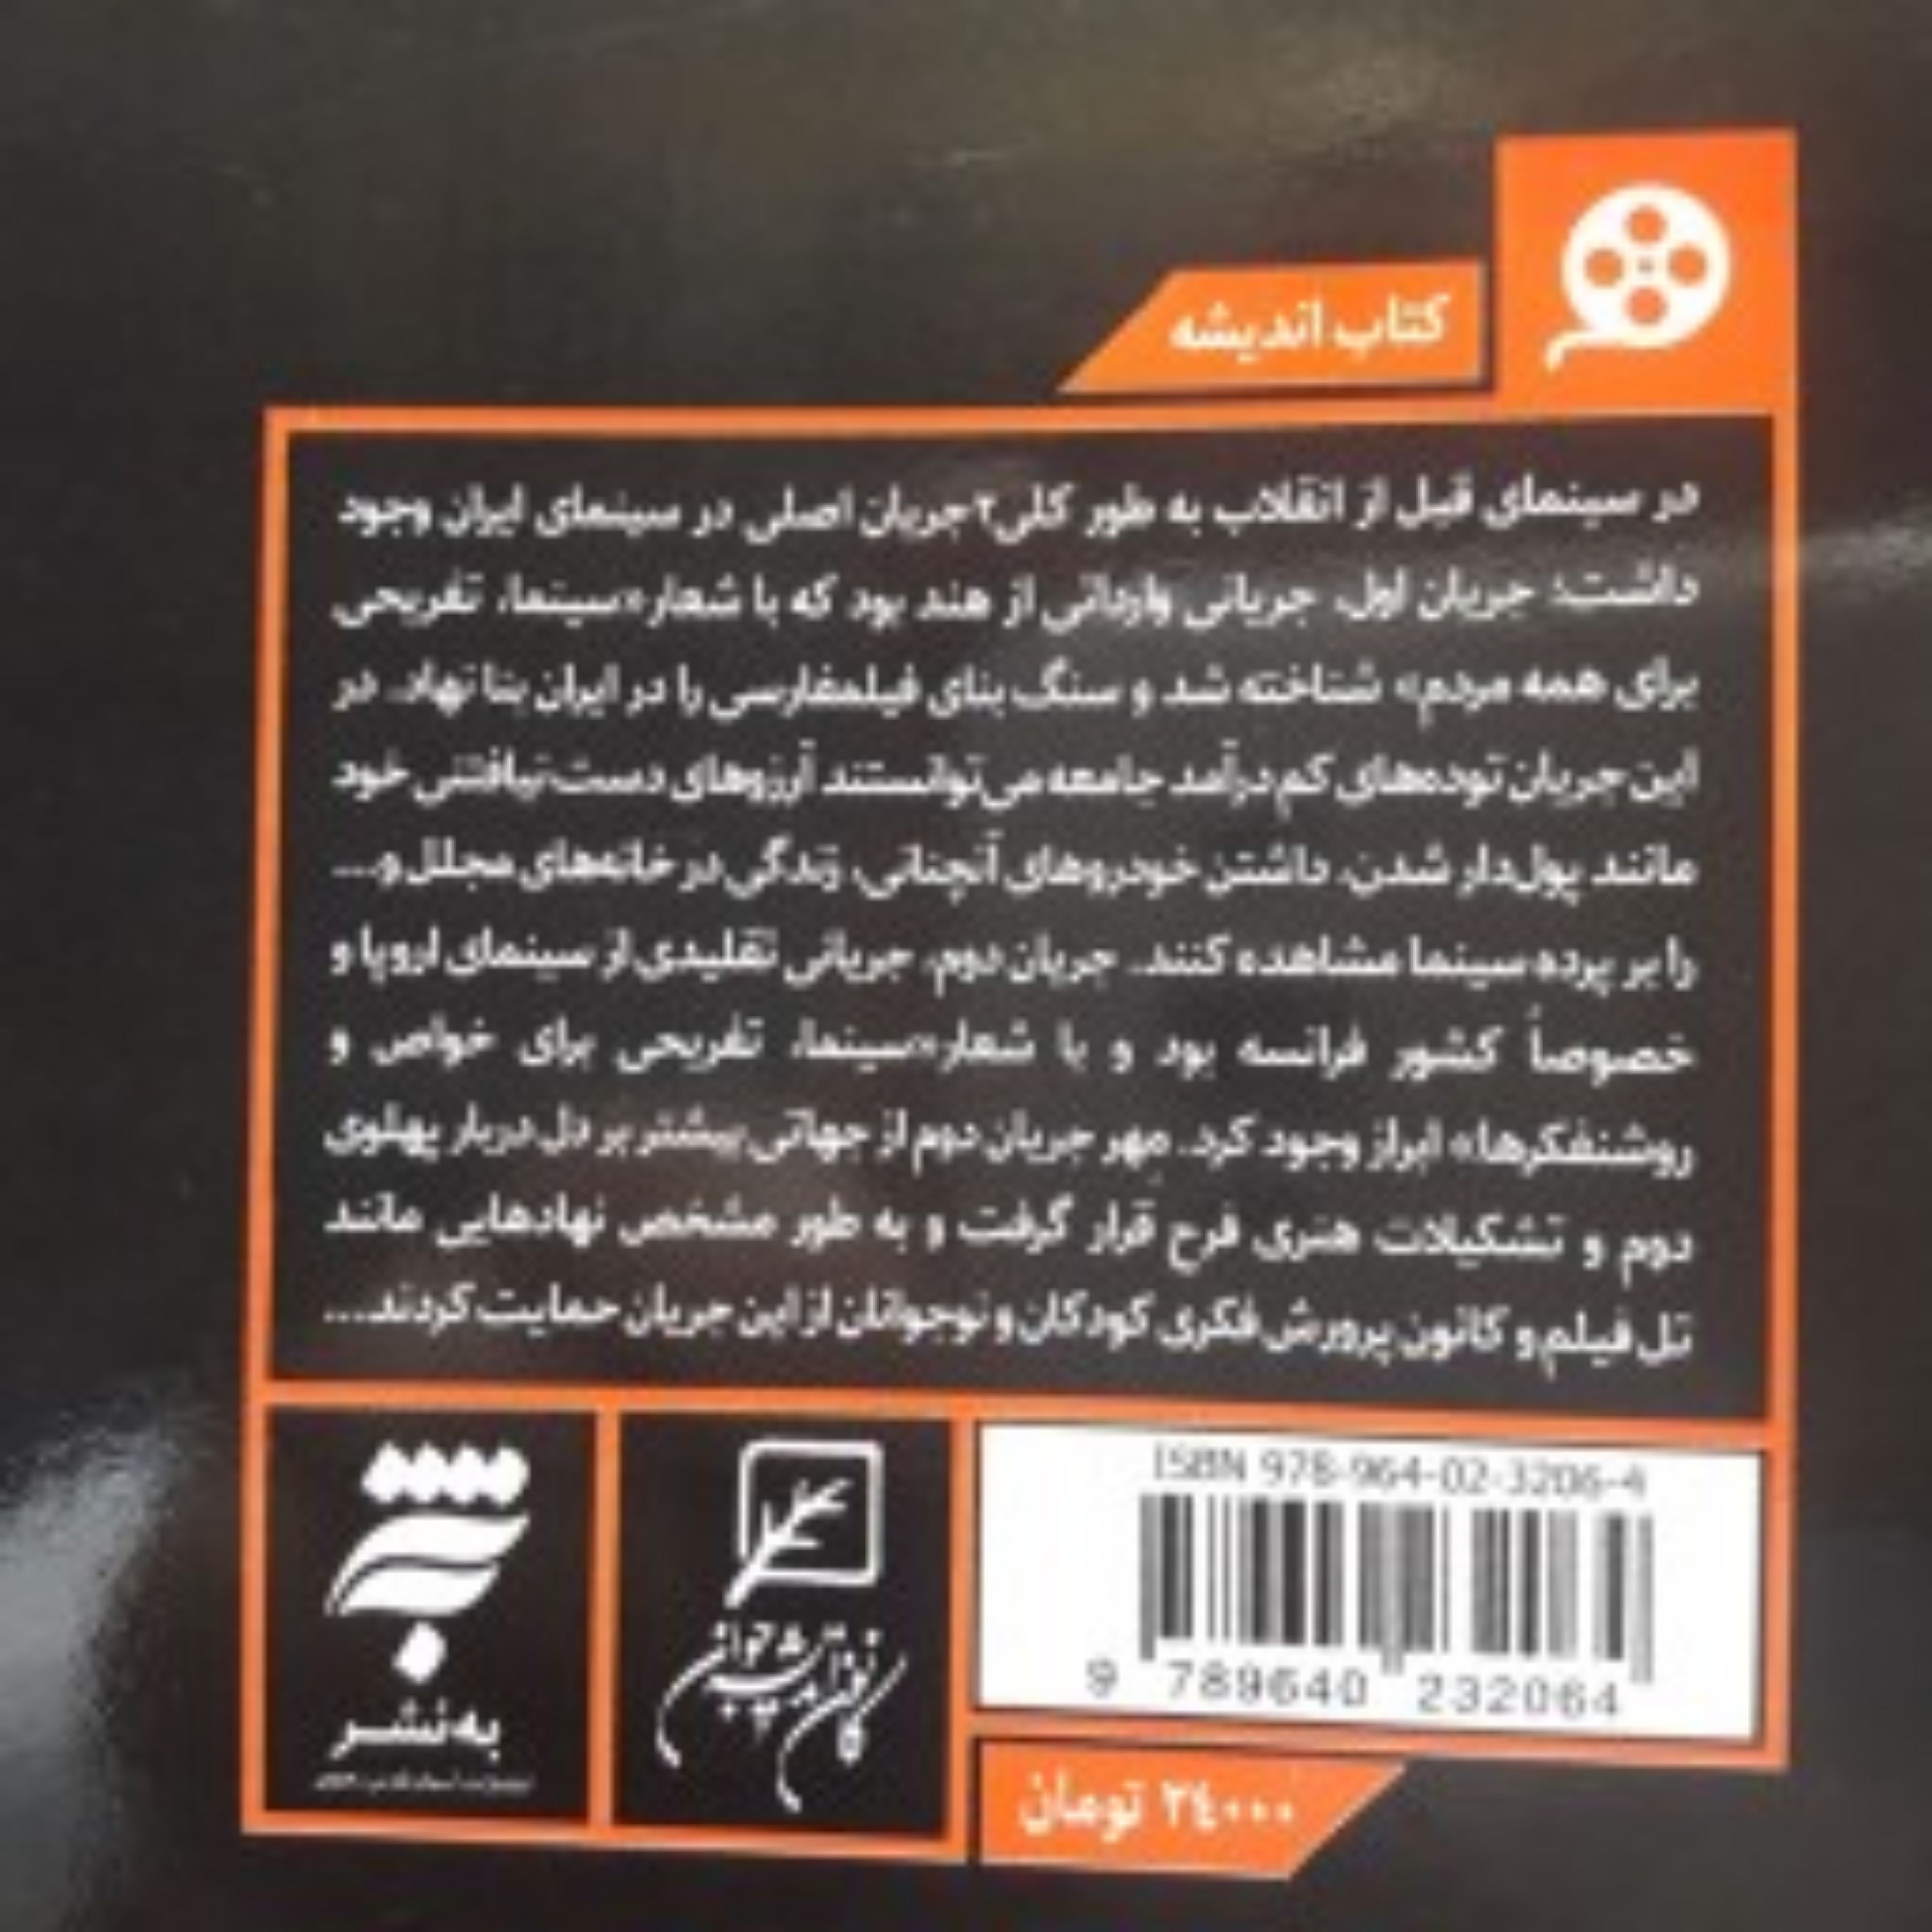 کتاب اندیشه
در سینمای قبل از انقلاب به طور کلی ۲ جریان اصلی در سینمای ایران وجود
داشت؛ جریان اول، جریانی وارداتی از هند بود که با شعار «سینما، تفریحی
برای همه مردم» شناخته شد و سنگ بنای فیلمفارسی را در ایران بنا نهاد. در
این جریان توده‌های کم‌درآمد جامعه می‌توانستند آرزوهای دست‌نیافتنی خود
مانند پول‌دار شدن، داشتن خودروهای آنچنانی، زندگی در خانه‌های مجلل و...
را بر پرده سینما مشاهده کنند. جریان دوم، جریانی تقلیدی از سینمای اروپا و
خصوصاً کشور فرانسه بود و با شعار «سینما، تفریحی برای خواص و
روشنفکرها» ابراز وجود کرد. مِهر جریان دوم از جهاتی بیشتر بر دل دربار پهلوی
دوم و تشکیلات هنری فرح قرار گرفت و به طور مشخص نهادهایی مانند
تل فیلم و کانون پرورش فکری کودکان و نوجوانان از این جریان حمایت کردند...
ISBN 978-964-02-3206-4
9 789640 232064
کانون اندیشه جوان
به‌نشر
۲۴۰۰۰ تومان